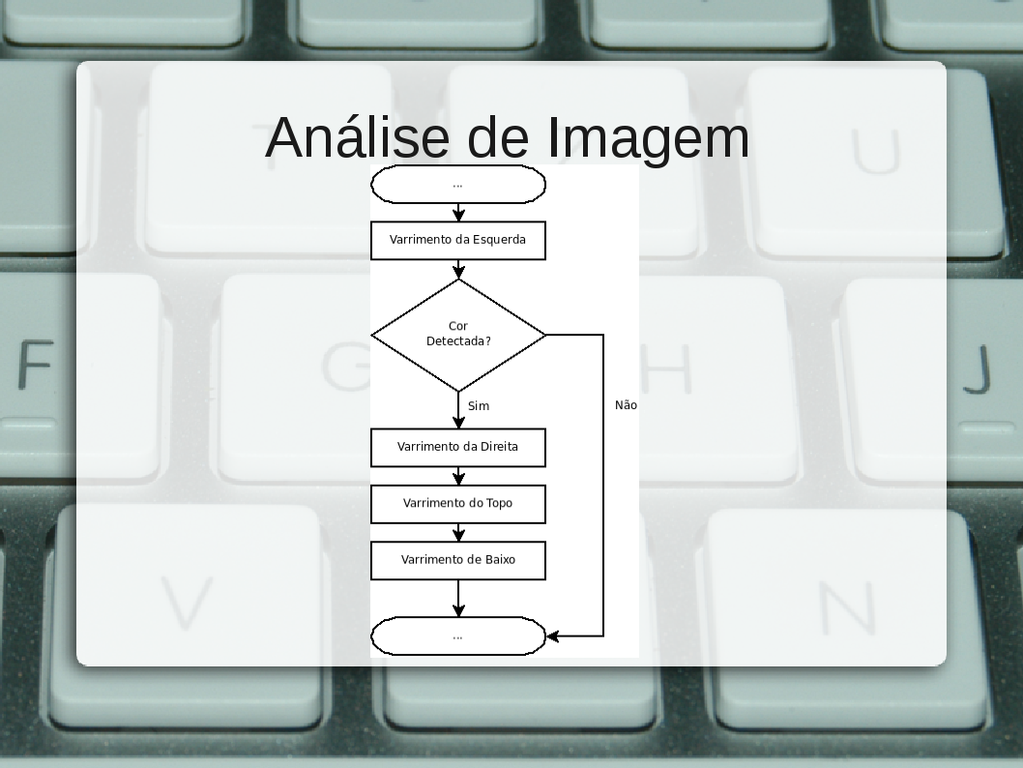 Análise de Imagem
...
Varrimento da Esquerda
Cor
Detectada?
Sim
Não
Varrimento da Direita
Varrimento do Topo
Varrimento de Baixo
...
T
U
F
G
H
J
V
N